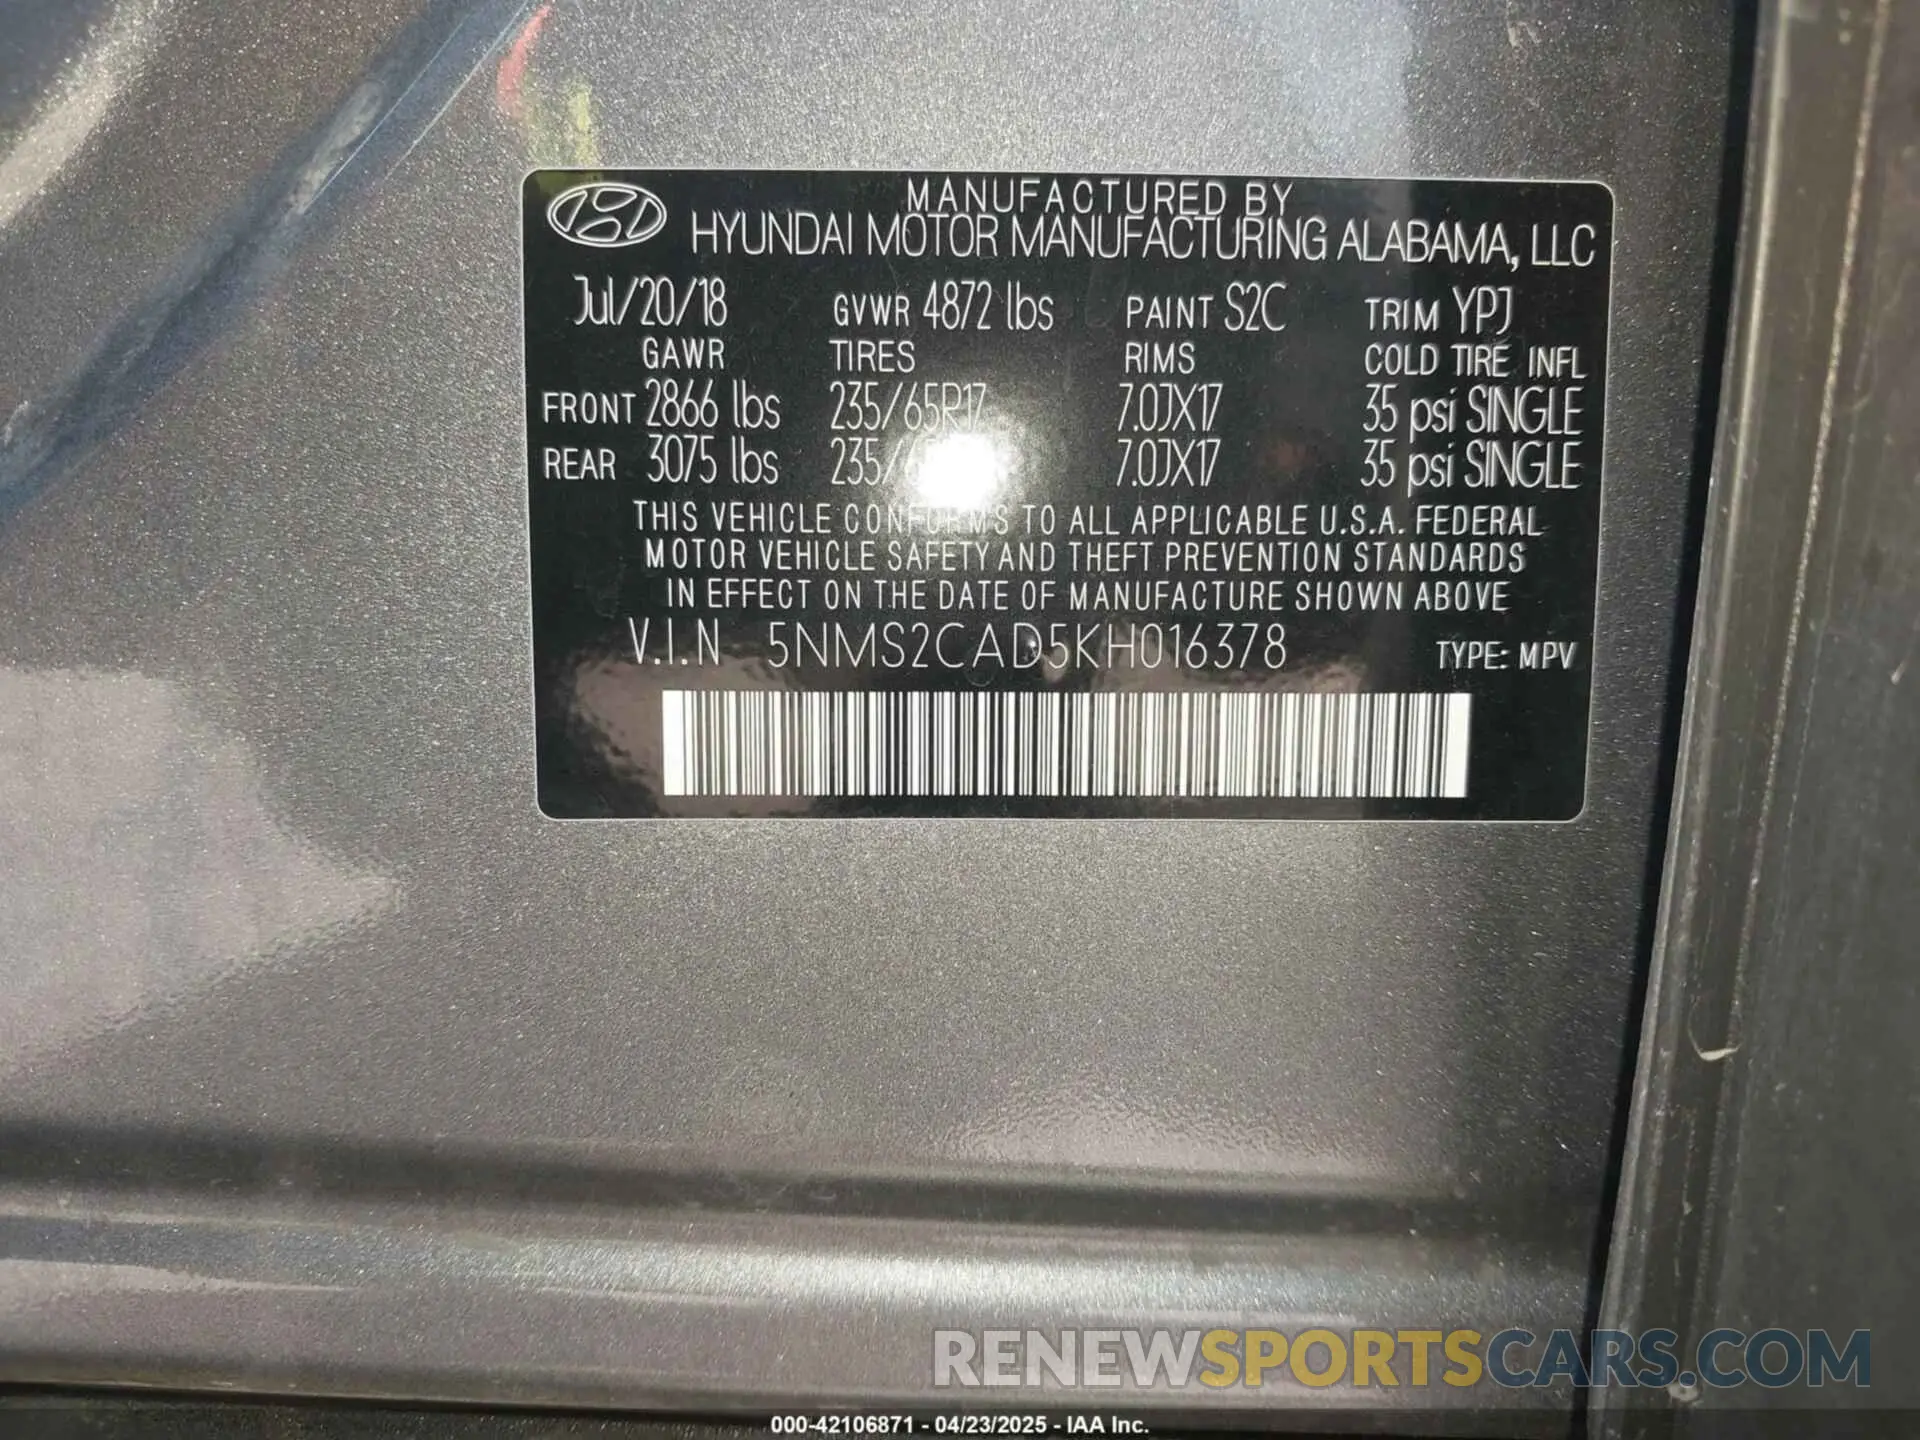 MANUFACTURED BY
HYUNDAI MOTOR MANUFACTURING ALABAMA, LLC
Jul/20/18 GVWR 4872 lbs PAINT S2C TRIM YPJ
GAWR TIRES RIMS COLD TIRE INFL
FRONT 2866 lbs 235/65R17 7.0JX17 35 psi SINGLE
REAR 3075 lbs 7.0JX17 35 psi SINGLE
THIS VEHICLE CONFORMS TO ALL APPLICABLE U.S.A. FEDERAL
MOTOR VEHICLE SAFETY AND THEFT PREVENTION STANDARDS
IN EFFECT ON THE DATE OF MANUFACTURE SHOWN ABOVE
V.I.N 5NMS2CAD5KH016378 TYPE: MPV
RENEWSPORTSCARS.COM
000-42106871 - 04/23/2025 - IAA Inc.